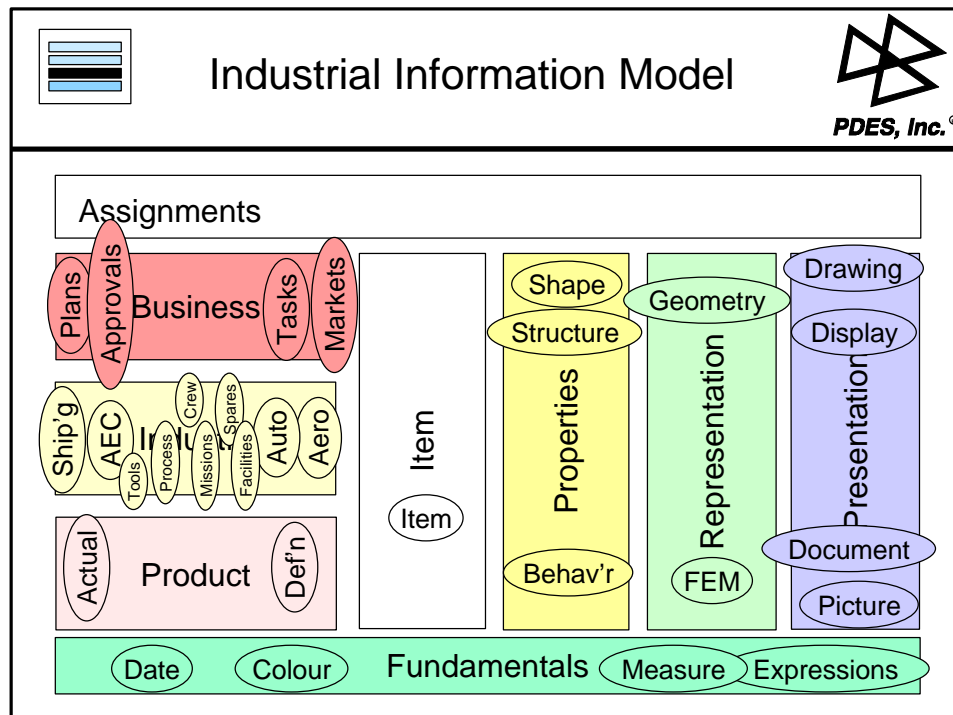 Industrial Information Model
PDES, Inc.®
Assignments
Plans
Approvals
Business
Tasks
Markets
Ship'g
AEC
Tools
Process
Crew
Missions
Spares
Facilities
Auto
Aero
Actual
Product
Def'n
Item
Item
Shape
Structure
Properties
Behav'r
Geometry
Representation
FEM
Drawing
Display
Presentation
Document
Picture
Date
Colour
Fundamentals
Measure
Expressions